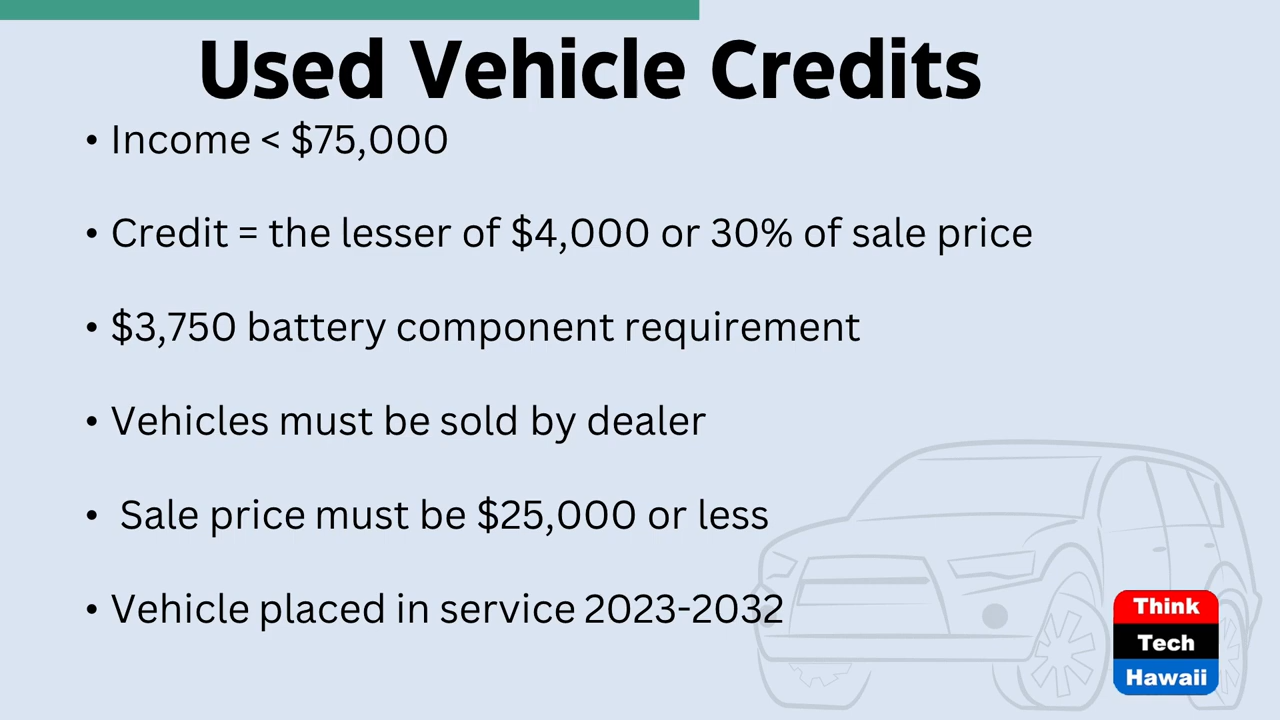 Used Vehicle Credits
• Income < $75,000
• Credit = the lesser of $4,000 or 30% of sale price
• $3,750 battery component requirement
• Vehicles must be sold by dealer
• Sale price must be $25,000 or less
• Vehicle placed in service 2023-2032
Think
Tech
Hawaii